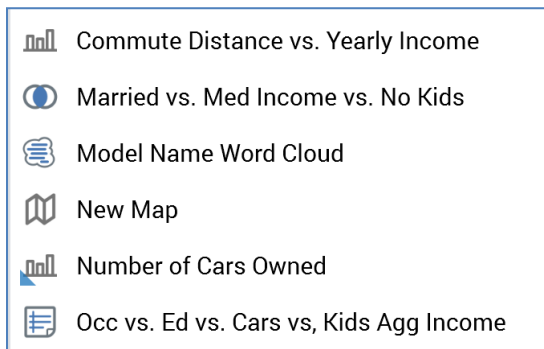 Commute Distance vs. Yearly Income
Married vs. Med Income vs. No Kids
Model Name Word Cloud
New Map
Number of Cars Owned
Occ vs. Ed vs. Cars vs, Kids Agg Income